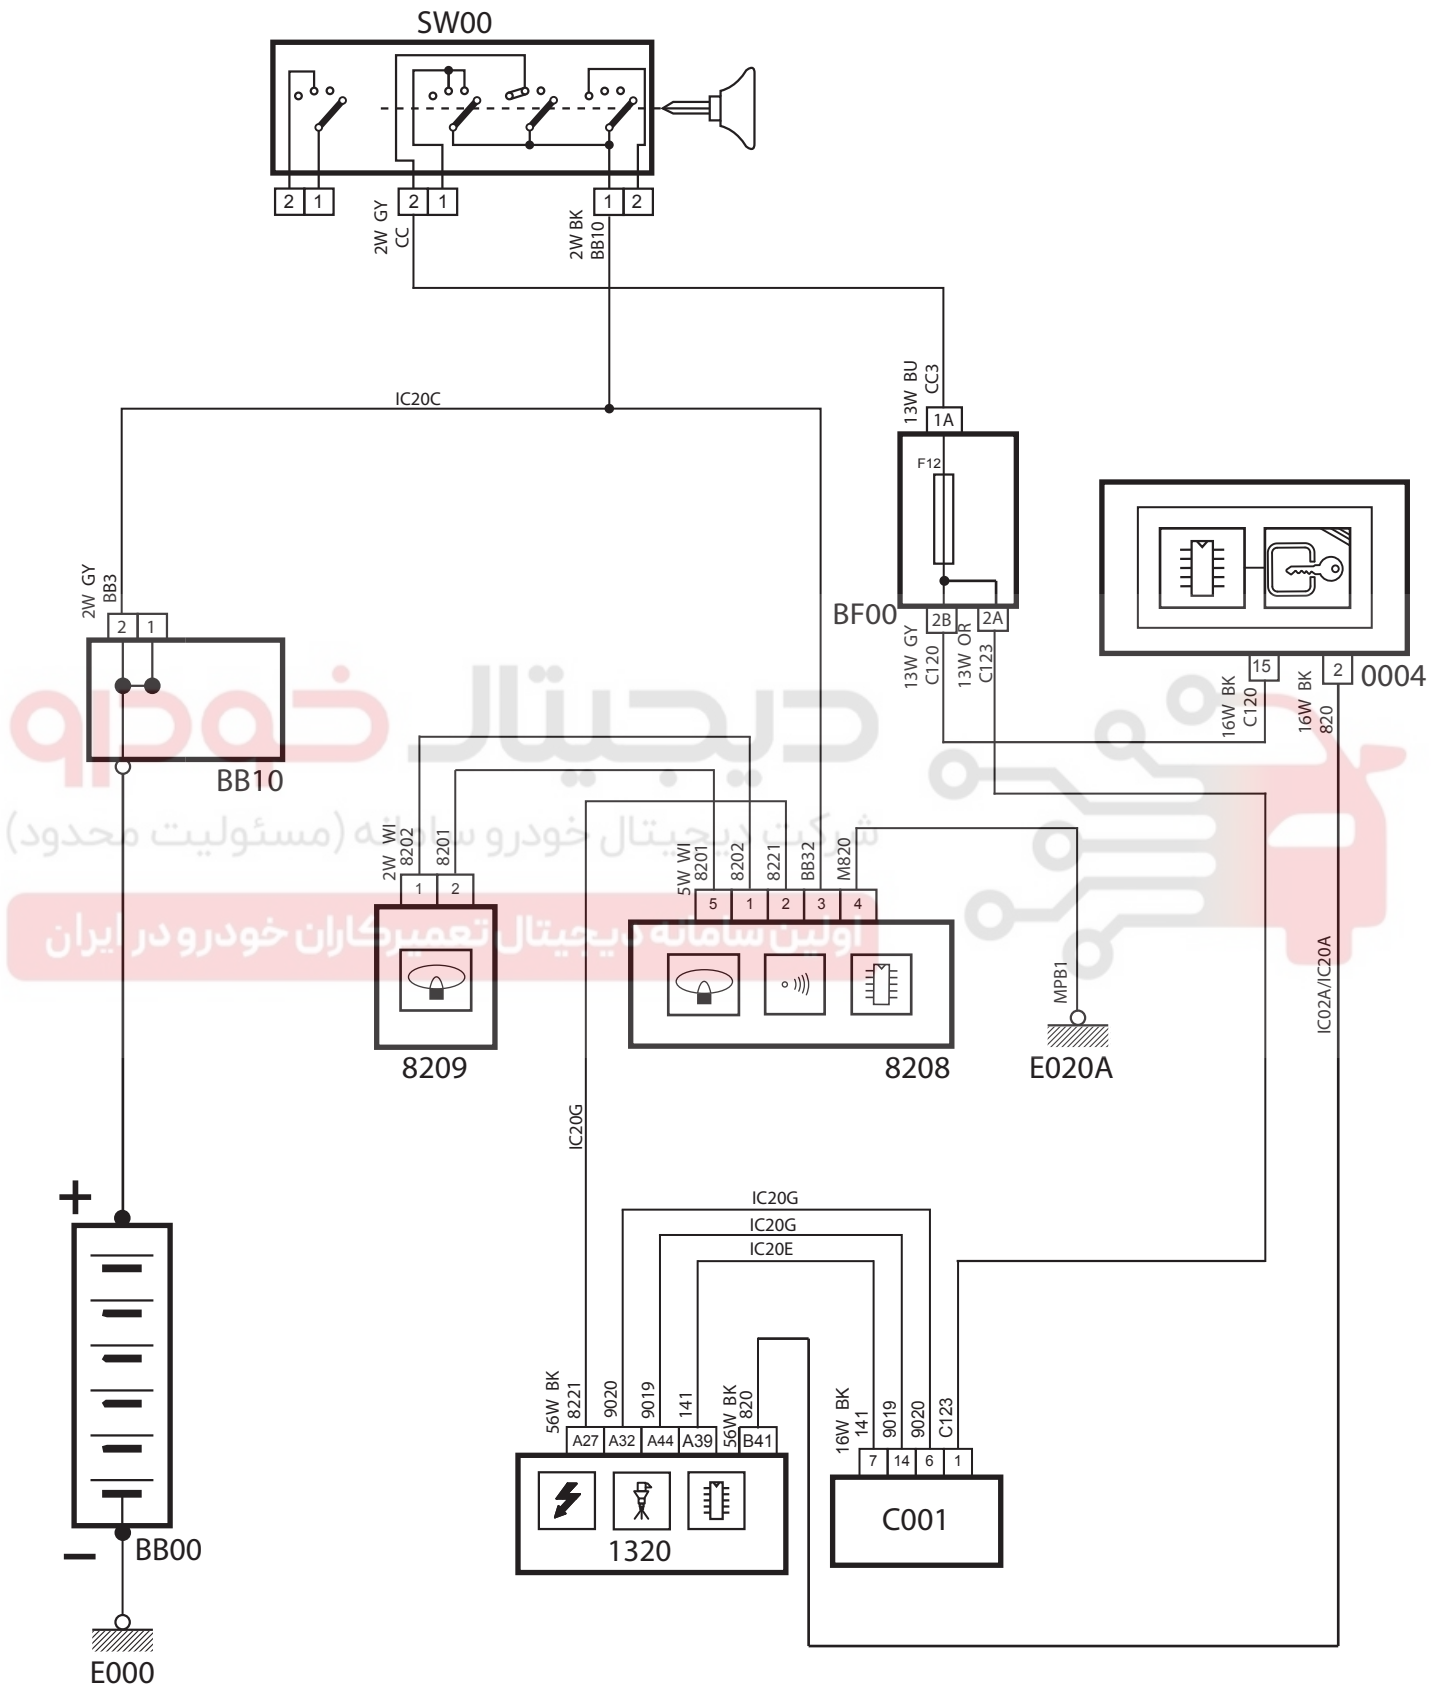 SW00
2 1
2 1
1 2
2W GY
CC
2W BK
BB10
IC20C
13W BU
CC3
1A
F12
BF00
2B
2A
13W GY
C120
13W OR
C123
15
2
0004
16W BK
C120
16W BK
820
2W GY
BB3
2 1
BB10
دیجیتال خودرو
شرکت دیجیتال خودرو سامانه (مسئولیت محدود)
اولین سامانه دیجیتال تعمیرکاران خودرو در ایران
2W WI
8202
8201
1 2
8209
5W WI
8201
8202
8221
BB32
M820
5 1 2 3 4
8208
MPB1
E020A
IC02A/IC20A
IC20G
IC20G
IC20G
IC20E
+
−
BB00
E000
56W BK
8221
9020
9019
141
56W BK
820
A27 A32 A44 A39 B41
1320
16W BK
141
9019
9020
C123
7 14 6 1
C001